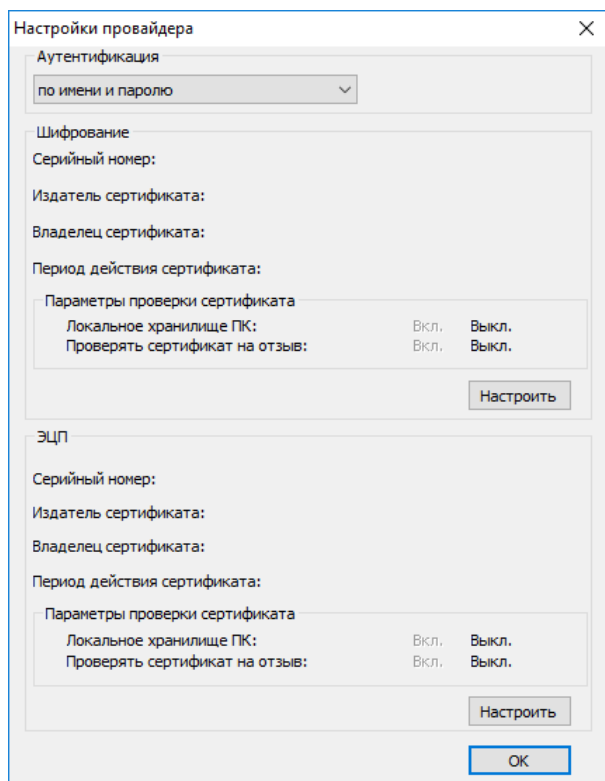 Настройки провайдера
Аутентификация
по имени и паролю
Шифрование
Серийный номер:
Издатель сертификата:
Владелец сертификата:
Период действия сертификата:
Параметры проверки сертификата
Локальное хранилище ПК: Вкл. Выкл.
Проверять сертификат на отзыв: Вкл. Выкл.
Настроить
ЭЦП
Серийный номер:
Издатель сертификата:
Владелец сертификата:
Период действия сертификата:
Параметры проверки сертификата
Локальное хранилище ПК: Вкл. Выкл.
Проверять сертификат на отзыв: Вкл. Выкл.
Настроить
ОК